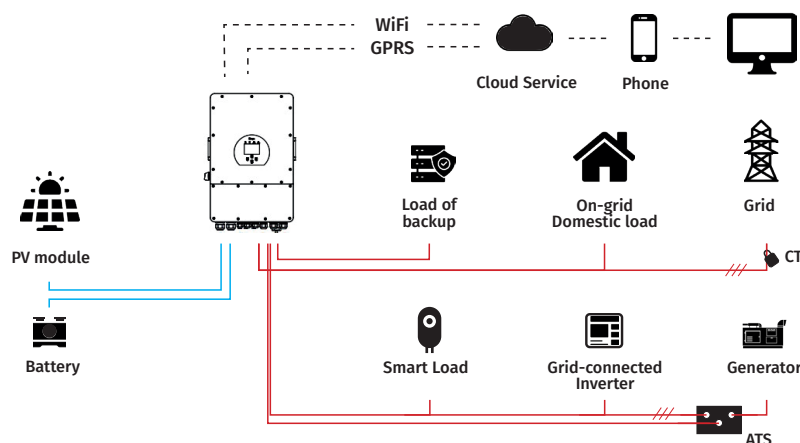 WiFi
GPRS
Cloud Service
Phone
Load of
backup
On-grid
Domestic load
Grid
PV module
CT
Battery
Smart Load
Grid-connected
Inverter
Generator
ATS